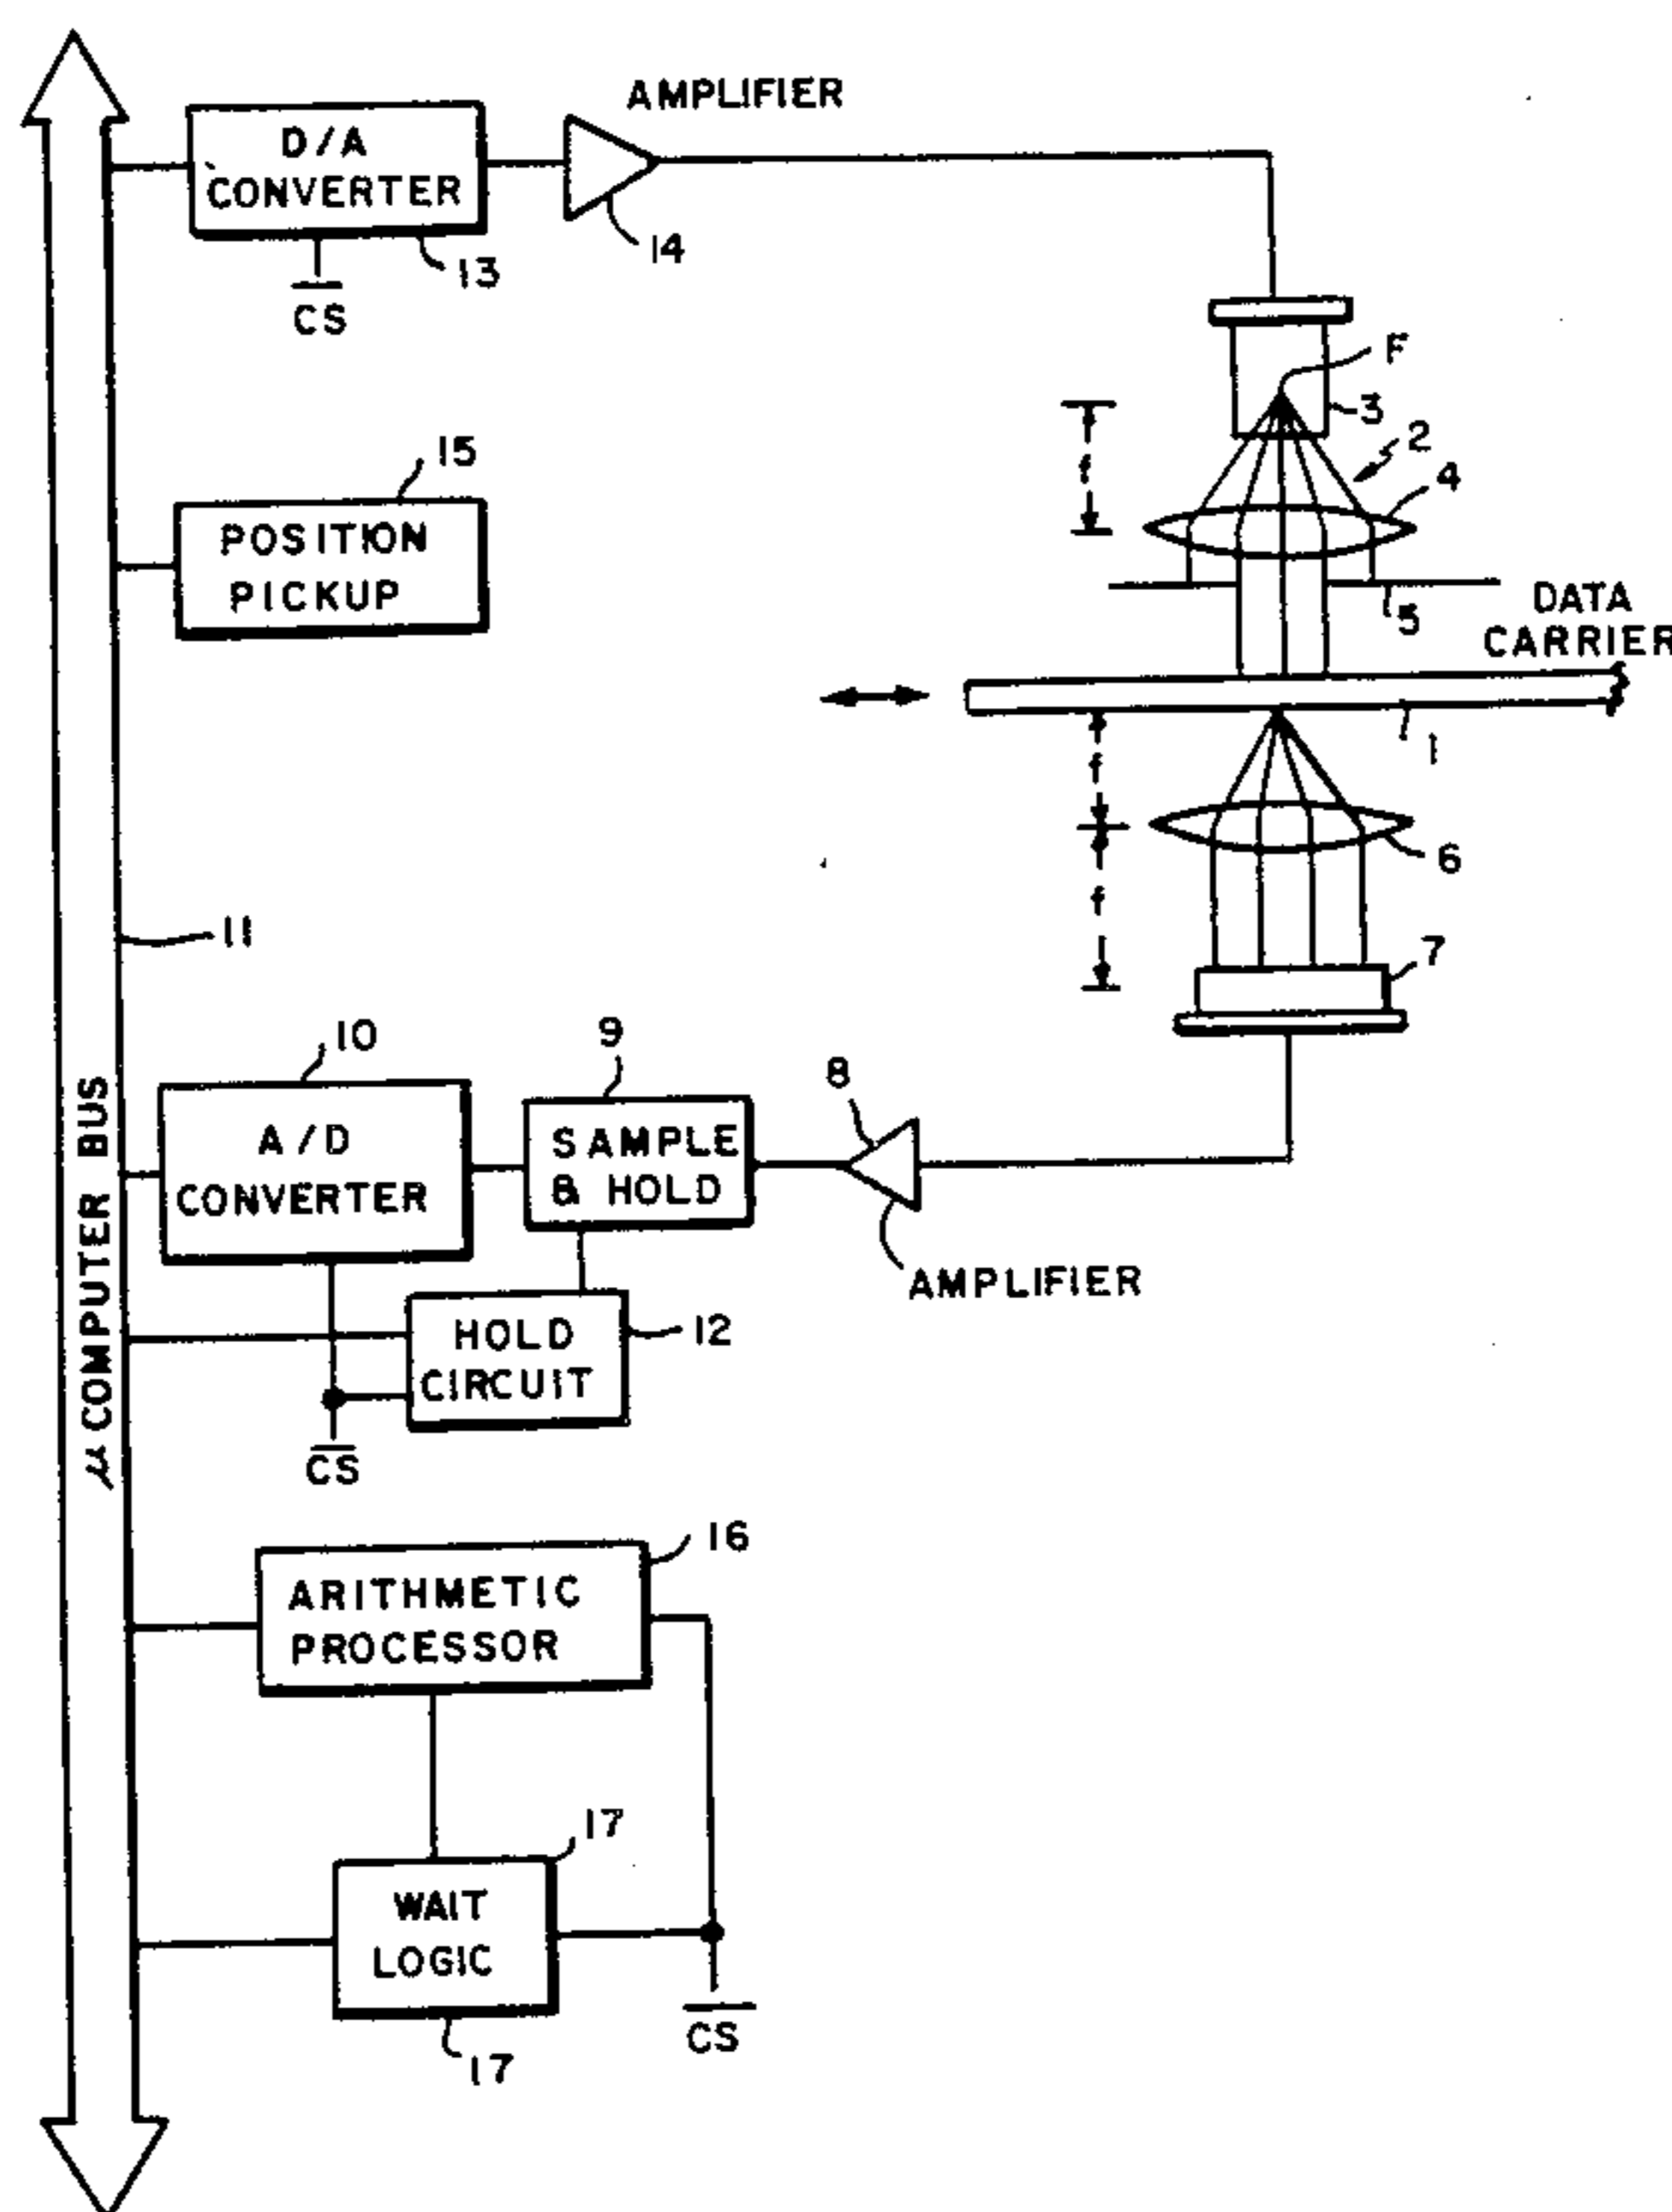 AMPLIFIER
D/A
CONVERTER
14
13
CS
F
3
2
4
f
15
POSITION
PICKUP
5
DATA
CARRIER
1
f
6
f
11
7
10
9
8
A/D
CONVERTER
SAMPLE
& HOLD
AMPLIFIER
HOLD
CIRCUIT
12
CS
μ COMPUTER BUS
16
ARITHMETIC
PROCESSOR
17
WAIT
LOGIC
17
CS